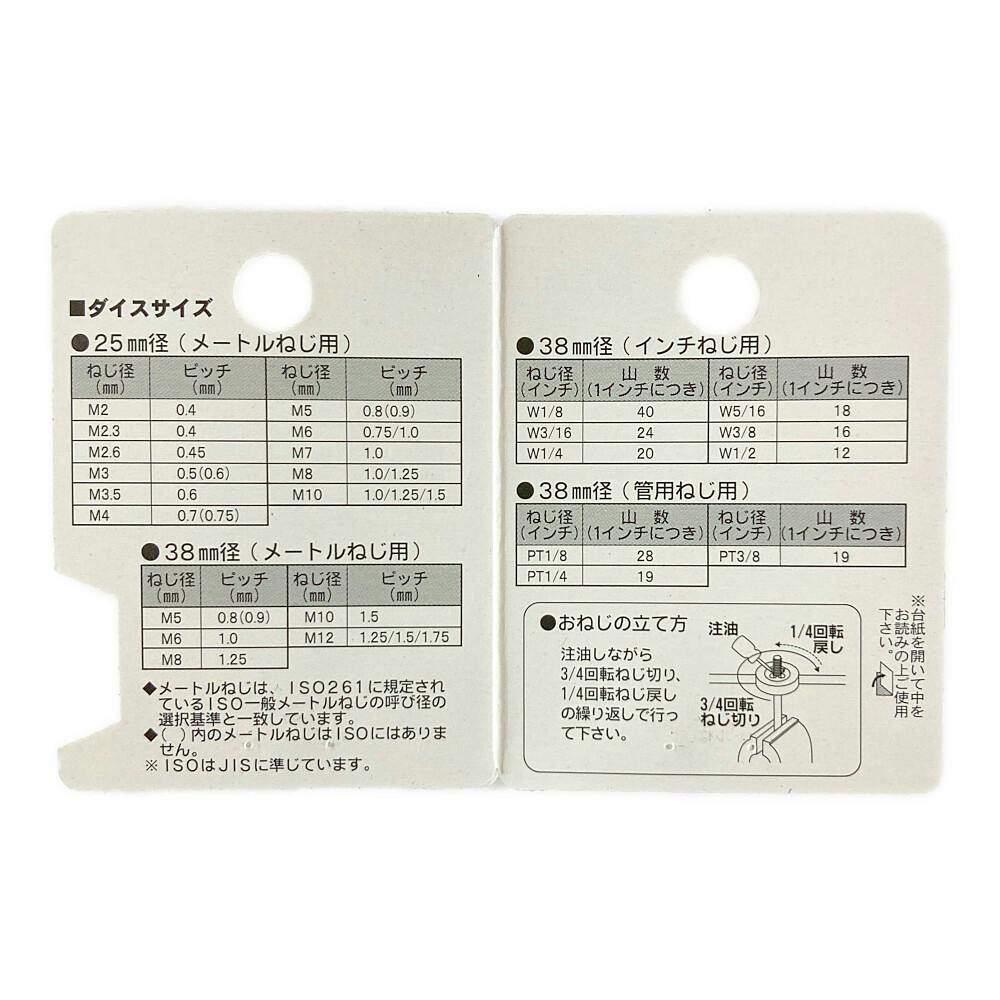 ■ダイスサイズ
●25㎜径(メートルねじ用)
ねじ径(㎜) ピッチ(㎜) ねじ径(㎜) ピッチ(㎜)
M2 0.4 M5 0.8(0.9)
M2.3 0.4 M6 0.75/1.0
M2.6 0.45 M7 1.0
M3 0.5(0.6) M8 1.0/1.25
M3.5 0.6 M10 1.0/1.25/1.5
M4 0.7(0.75)
●38㎜径(メートルねじ用)
ねじ径(㎜) ピッチ(㎜) ねじ径(㎜) ピッチ(㎜)
M5 0.8(0.9) M10 1.5
M6 1.0 M12 1.25/1.5/1.75
M8 1.25
◆メートルねじは、ISO261に規定され
ているISO一般メートルねじの呼び径の
選択基準と一致しています。
◆( )内のメートルねじはISOにはありま
せん。
※ISOはJISに準じています。
●38㎜径(インチねじ用)
ねじ径(インチ) 山数(1インチにつき) ねじ径(インチ) 山数(1インチにつき)
W1/8 40 W5/16 18
W3/16 24 W3/8 16
W1/4 20 W1/2 12
●38㎜径(管用ねじ用)
ねじ径(インチ) 山数(1インチにつき) ねじ径(インチ) 山数(1インチにつき)
PT1/8 28 PT3/8 19
PT1/4 19
●おねじの立て方
注油しながら
3/4回転ねじ切り、
1/4回転ねじ戻し
の繰り返しで行っ
て下さい。
注油
1/4回転
戻し
3/4回転
ねじ切り
※台紙を開いて中を
お読みの上ご使用
下さい。